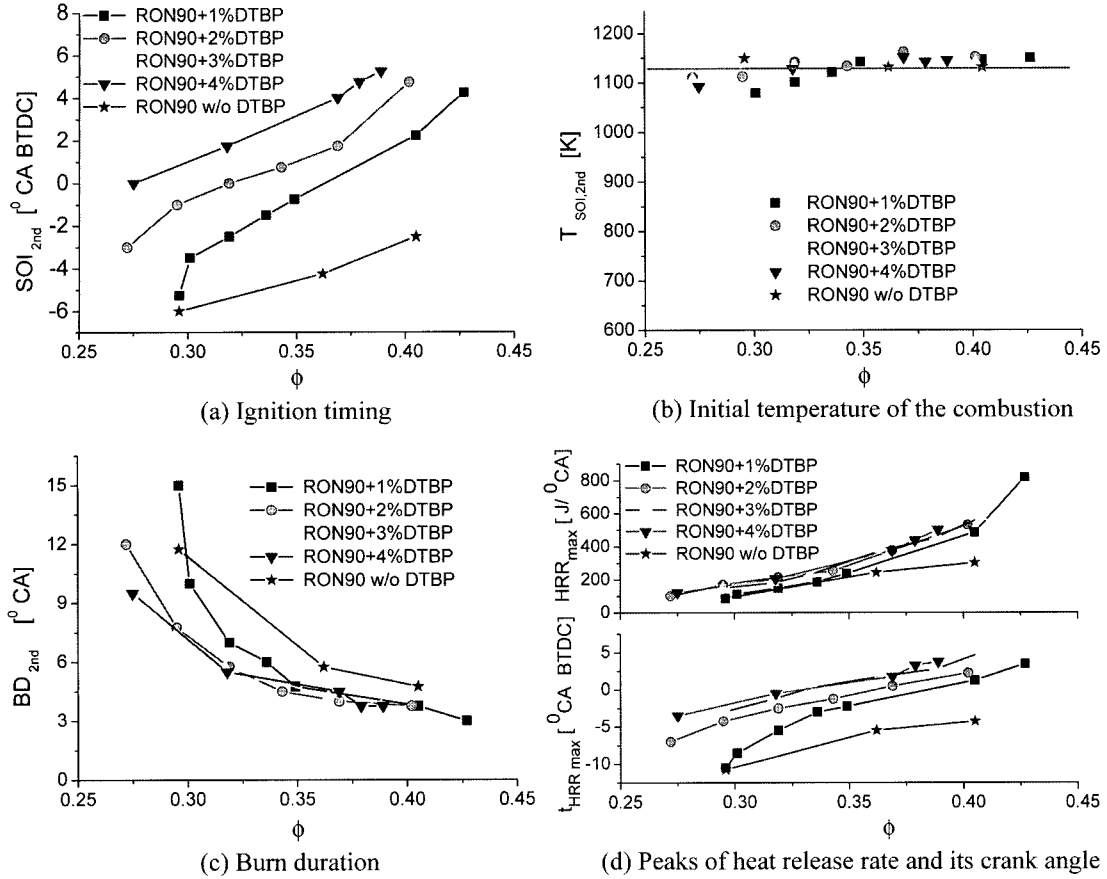 RON90+1%DTBP
RON90+2%DTBP
RON90+3%DTBP
RON90+4%DTBP
RON90 w/o DTBP
SOI2nd [0 CA BTDC]
8
6
4
2
0
-2
-4
-6
0.25 0.30 0.35 0.40 0.45
ϕ
(a) Ignition timing
TSOI,2nd [K]
1200
1100
1000
900
800
700
600
RON90+1%DTBP
RON90+2%DTBP
RON90+3%DTBP
RON90+4%DTBP
RON90 w/o DTBP
0.25 0.30 0.35 0.40 0.45
ϕ
(b) Initial temperature of the combustion
BD2nd [0 CA]
15
12
9
6
3
0
RON90+1%DTBP
RON90+2%DTBP
RON90+3%DTBP
RON90+4%DTBP
RON90 w/o DTBP
0.25 0.30 0.35 0.40 0.45
ϕ
(c) Burn duration
RON90+1%DTBP
RON90+2%DTBP
RON90+3%DTBP
RON90+4%DTBP
RON90 w/o DTBP
HRRmax [J/ 0CA]
800
600
400
200
0
tHRR max [0CA BTDC]
5
0
-5
-10
0.25 0.30 0.35 0.40 0.45
ϕ
(d) Peaks of heat release rate and its crank angle